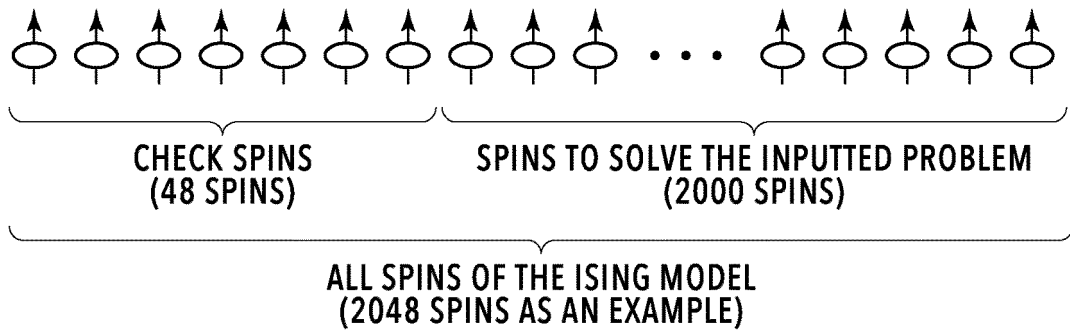 CHECK SPINS
(48 SPINS)
SPINS TO SOLVE THE INPUTTED PROBLEM
(2000 SPINS)
ALL SPINS OF THE ISING MODEL
(2048 SPINS AS AN EXAMPLE)